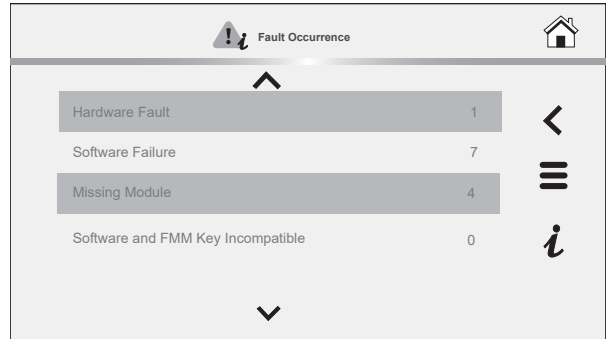 Fault Occurrence
Hardware Fault 1
Software Failure 7
Missing Module 4
Software and FMM Key Incompatible 0